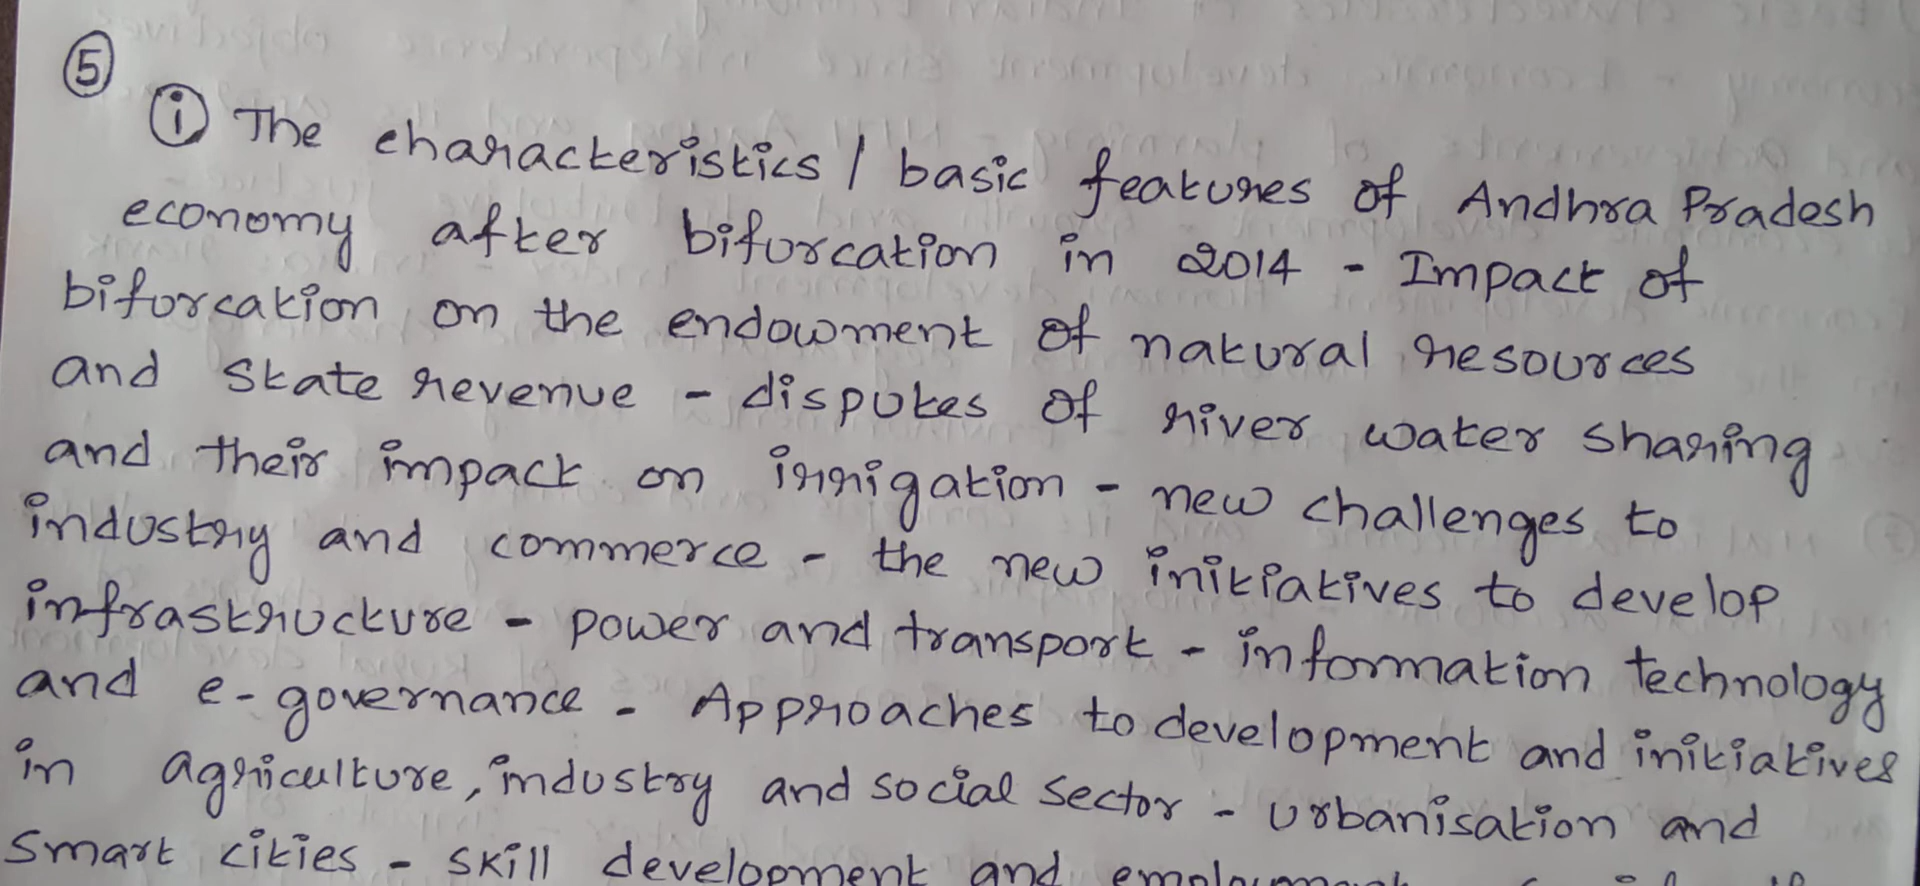 5
i The characteristics / basic features of Andhra Pradesh
economy after bifurcation in 2014 - Impact of
bifurcation on the endowment of natural resources
and State revenue - disputes of river water sharing
and their impact on irrigation - new challenges to
industry and commerce - the new initiatives to develop
infrastructure - power and transport - information technology
and e-governance - Approaches to development and initiatives
in agriculture, industry and social sector - urbanisation and
smart cities - skill development and employment